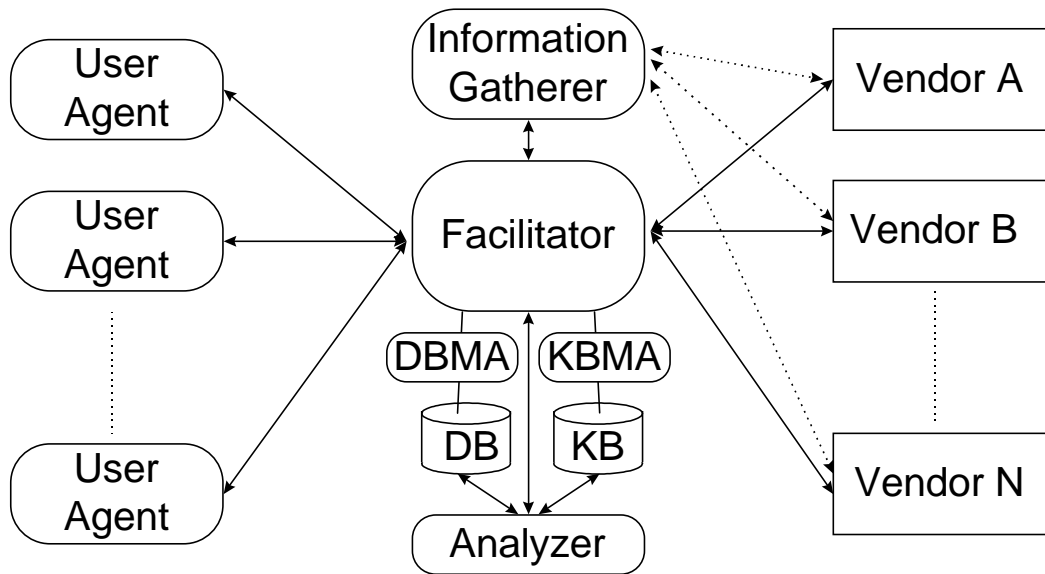 User
Agent
Information
Gatherer
Vendor A
User
Agent
Facilitator
Vendor B
DBMA
KBMA
DB
KB
User
Agent
Vendor N
Analyzer